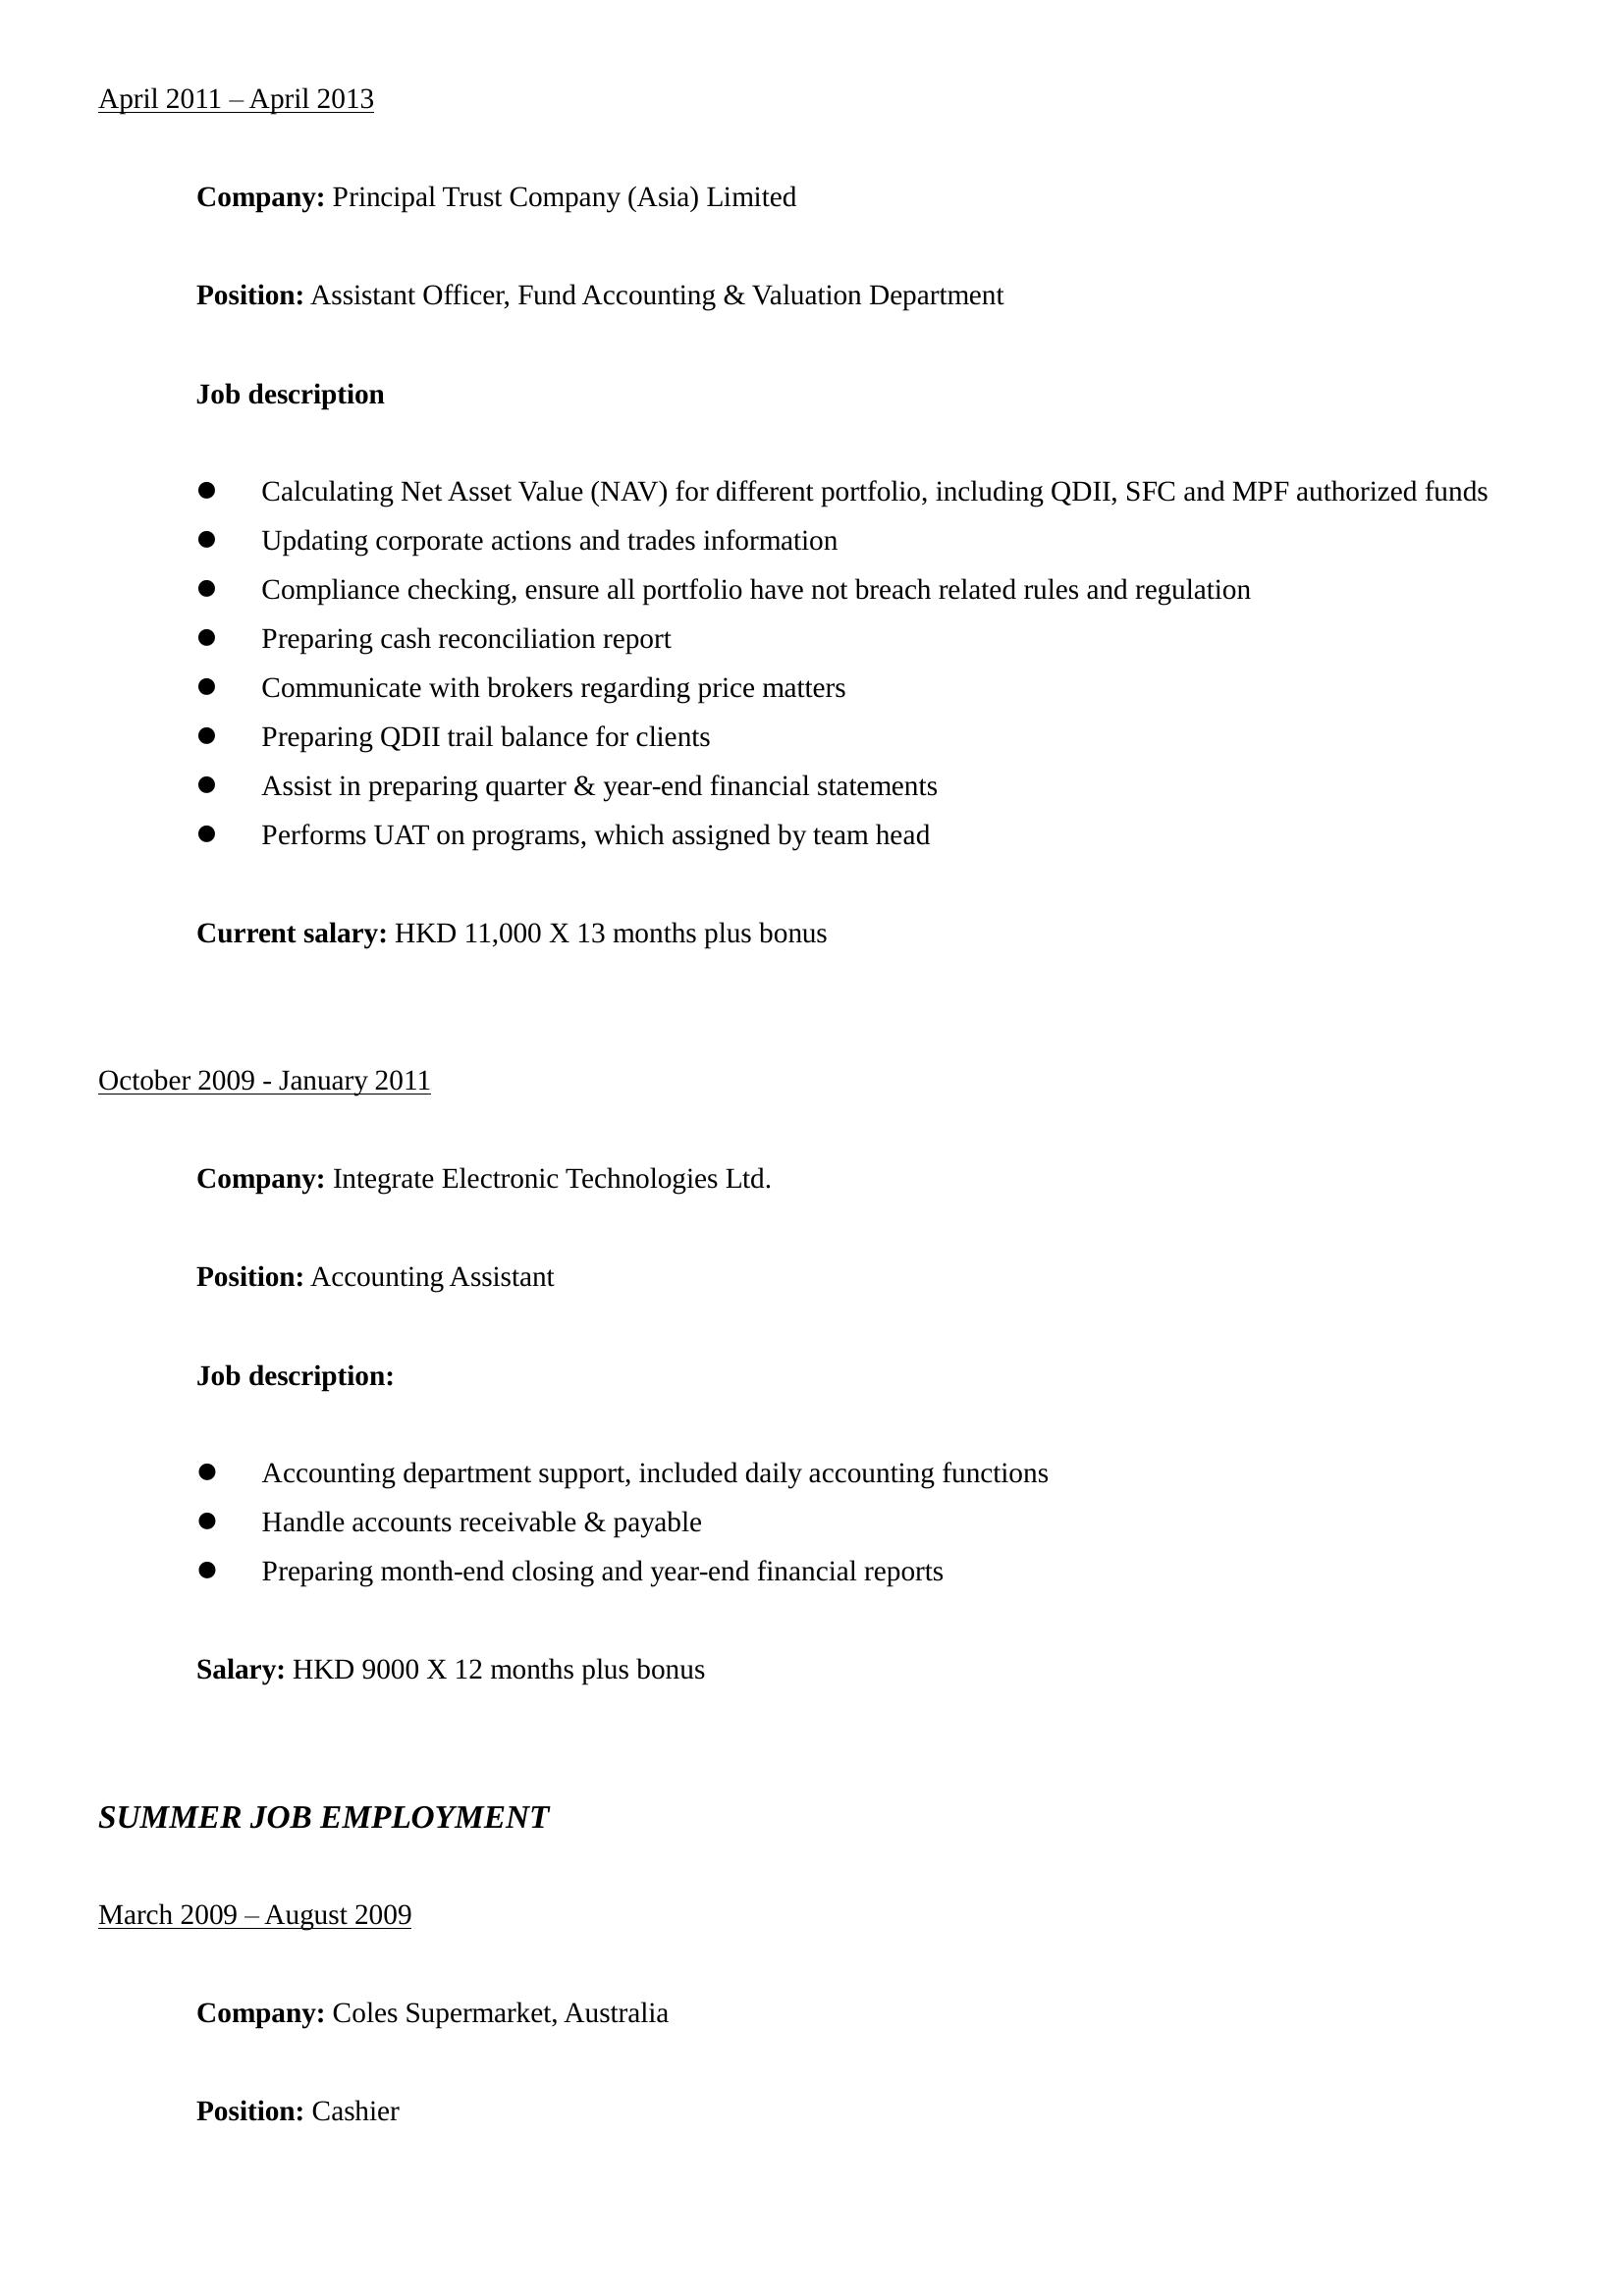 April 2011 – April 2013
Company: Principal Trust Company (Asia) Limited
Position: Assistant Officer, Fund Accounting & Valuation Department
Job description
● Calculating Net Asset Value (NAV) for different portfolio, including QDII, SFC and MPF authorized funds
● Updating corporate actions and trades information
● Compliance checking, ensure all portfolio have not breach related rules and regulation
● Preparing cash reconciliation report
● Communicate with brokers regarding price matters
● Preparing QDII trail balance for clients
● Assist in preparing quarter & year-end financial statements
● Performs UAT on programs, which assigned by team head
Current salary: HKD 11,000 X 13 months plus bonus
October 2009 - January 2011
Company: Integrate Electronic Technologies Ltd.
Position: Accounting Assistant
Job description:
● Accounting department support, included daily accounting functions
● Handle accounts receivable & payable
● Preparing month-end closing and year-end financial reports
Salary: HKD 9000 X 12 months plus bonus
SUMMER JOB EMPLOYMENT
March 2009 – August 2009
Company: Coles Supermarket, Australia
Position: Cashier